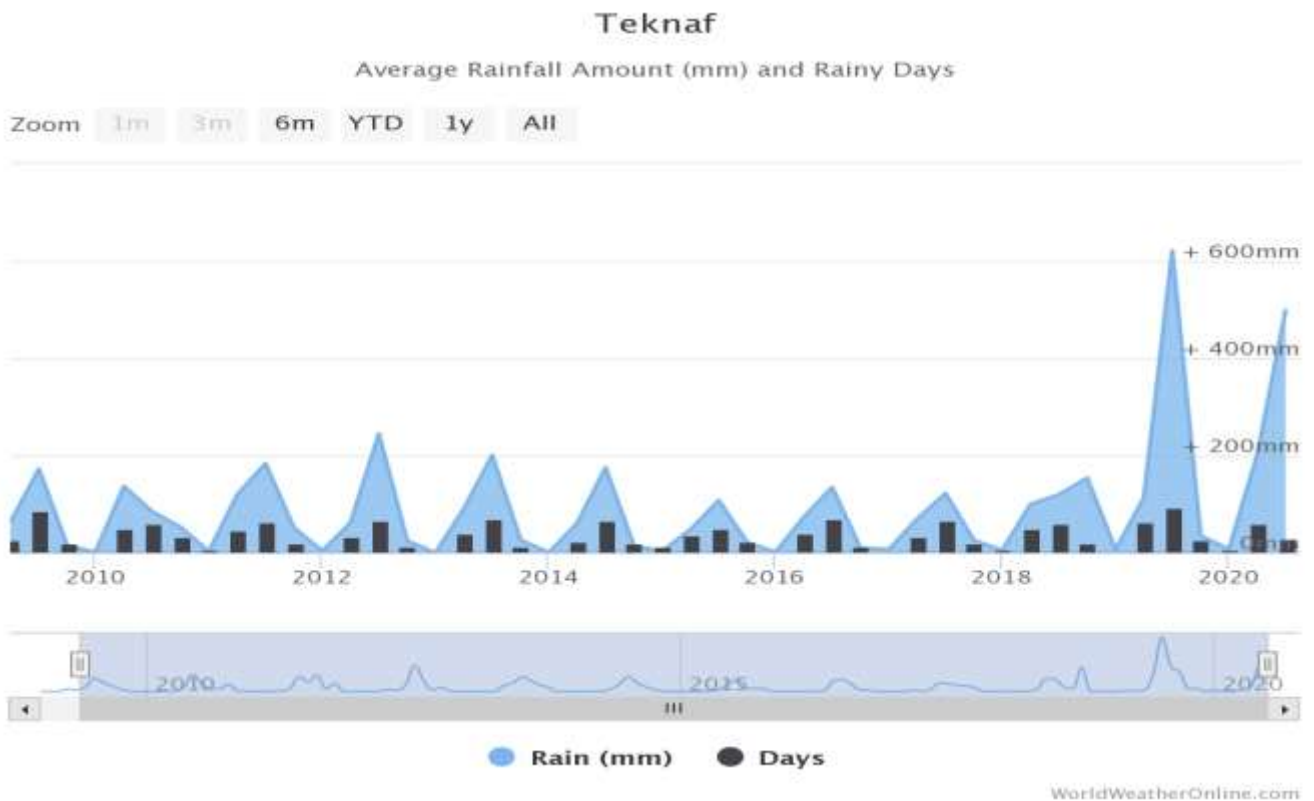 Teknaf
Average Rainfall Amount (mm) and Rainy Days
Zoom 1m 3m 6m YTD 1y All
+ 600mm
+ 400mm
+ 200mm
0mm
2010 2012 2014 2016 2018 2020
2010 2015 2020
Rain (mm) Days
WorldWeatherOnline.com